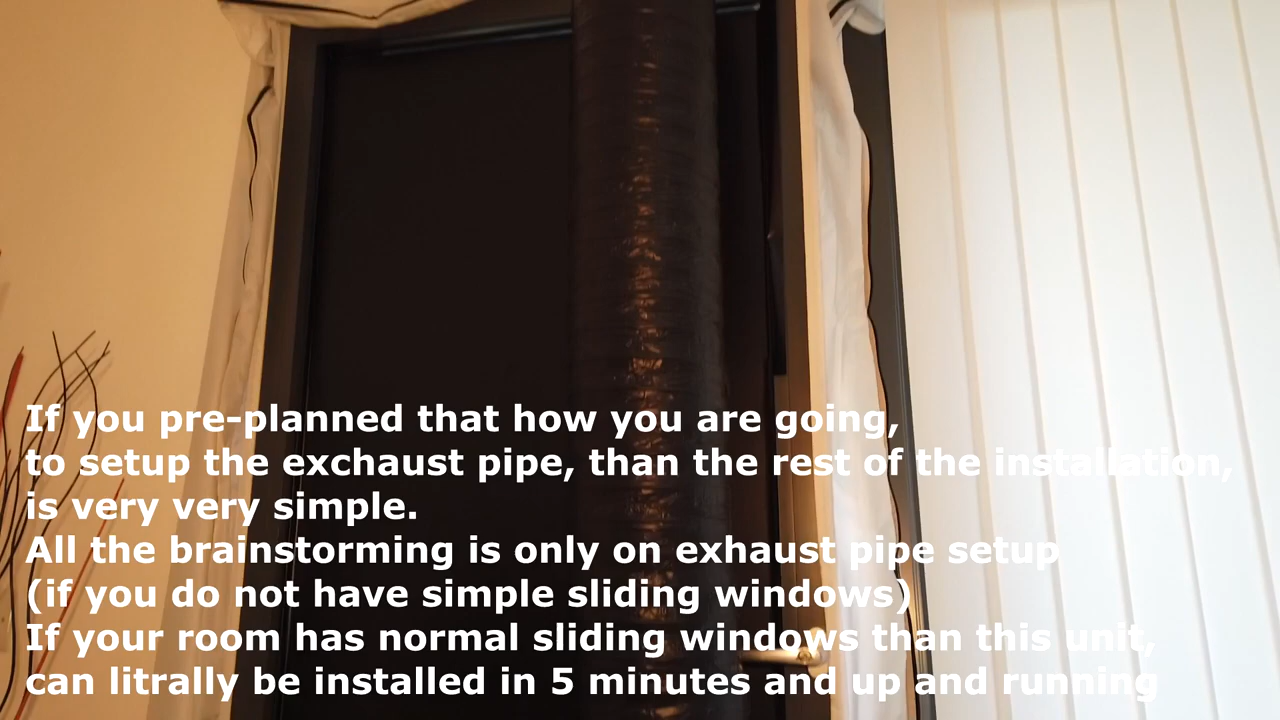 If you pre-planned that how you are going,
to setup the exchaust pipe, than the rest of the installation,
is very very simple.
All the brainstorming is only on exhaust pipe setup
(if you do not have simple sliding windows)
If your room has normal sliding windows than this unit,
can litrally be installed in 5 minutes and up and running